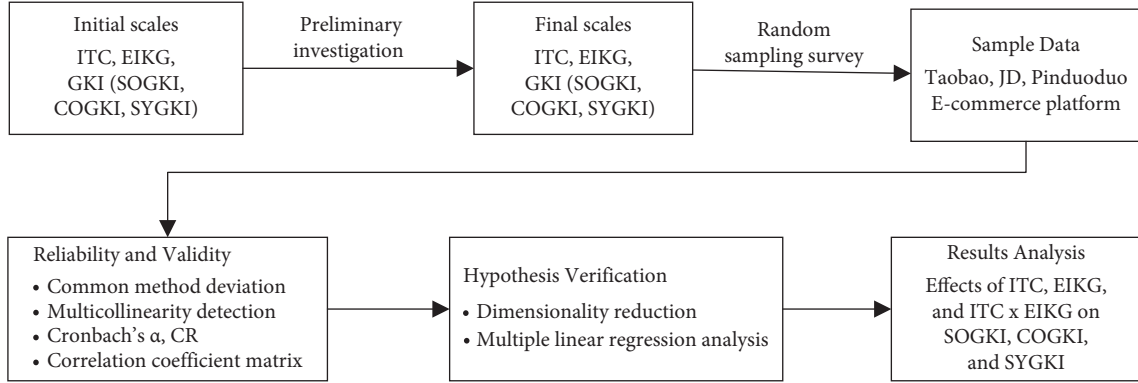 Initial scales
ITC, EIKG,
GKI (SOGKI,
COGKI, SYGKI)
Preliminary
investigation
Final scales
ITC, EIKG,
GKI (SOGKI,
COGKI, SYGKI)
Random
sampling survey
Sample Data
Taobao, JD, Pinduoduo
E-commerce platform
Reliability and Validity
• Common method deviation
• Multicollinearity detection
• Cronbach's α, CR
• Correlation coefficient matrix
Hypothesis Verification
• Dimensionality reduction
• Multiple linear regression analysis
Results Analysis
Effects of ITC, EIKG,
and ITC x EIKG on
SOGKI, COGKI,
and SYGKI